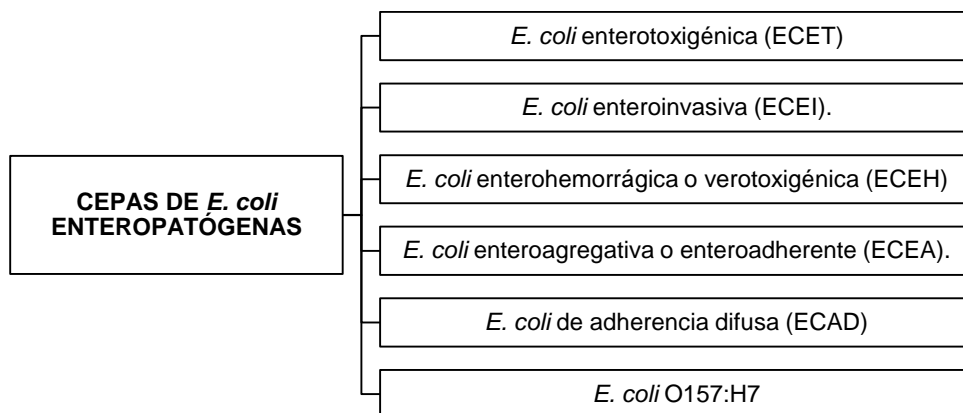 E. coli enterotoxigénica (ECET)
E. coli enteroinvasiva (ECEI).
E. coli enterohemorrágica o verotoxigénica (ECEH)
CEPAS DE E. coli
ENTEROPATÓGENAS
E. coli enteroagregativa o enteroadherente (ECEA).
E. coli de adherencia difusa (ECAD)
E. coli O157:H7